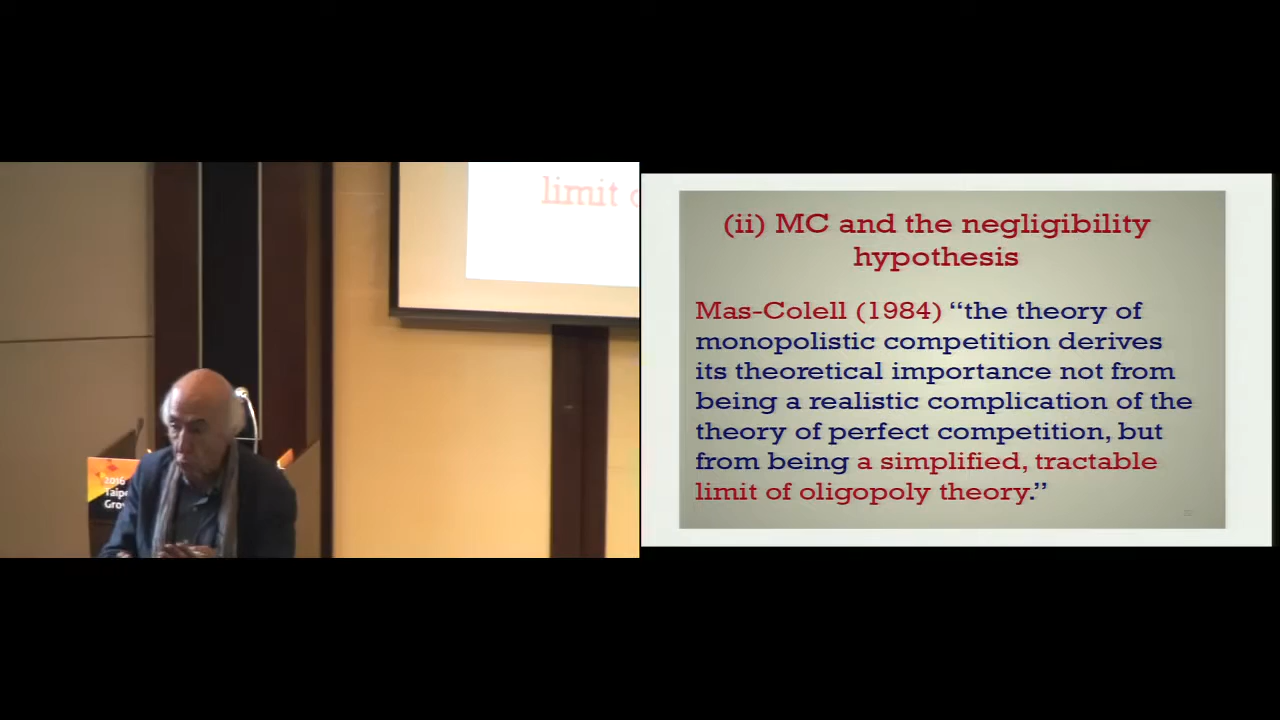 limit o
2016
Taipe
Grow
(ii) MC and the negligibility
hypothesis
Mas-Colell (1984) “the theory of
monopolistic competition derives
its theoretical importance not from
being a realistic complication of the
theory of perfect competition, but
from being a simplified, tractable
limit of oligopoly theory.”